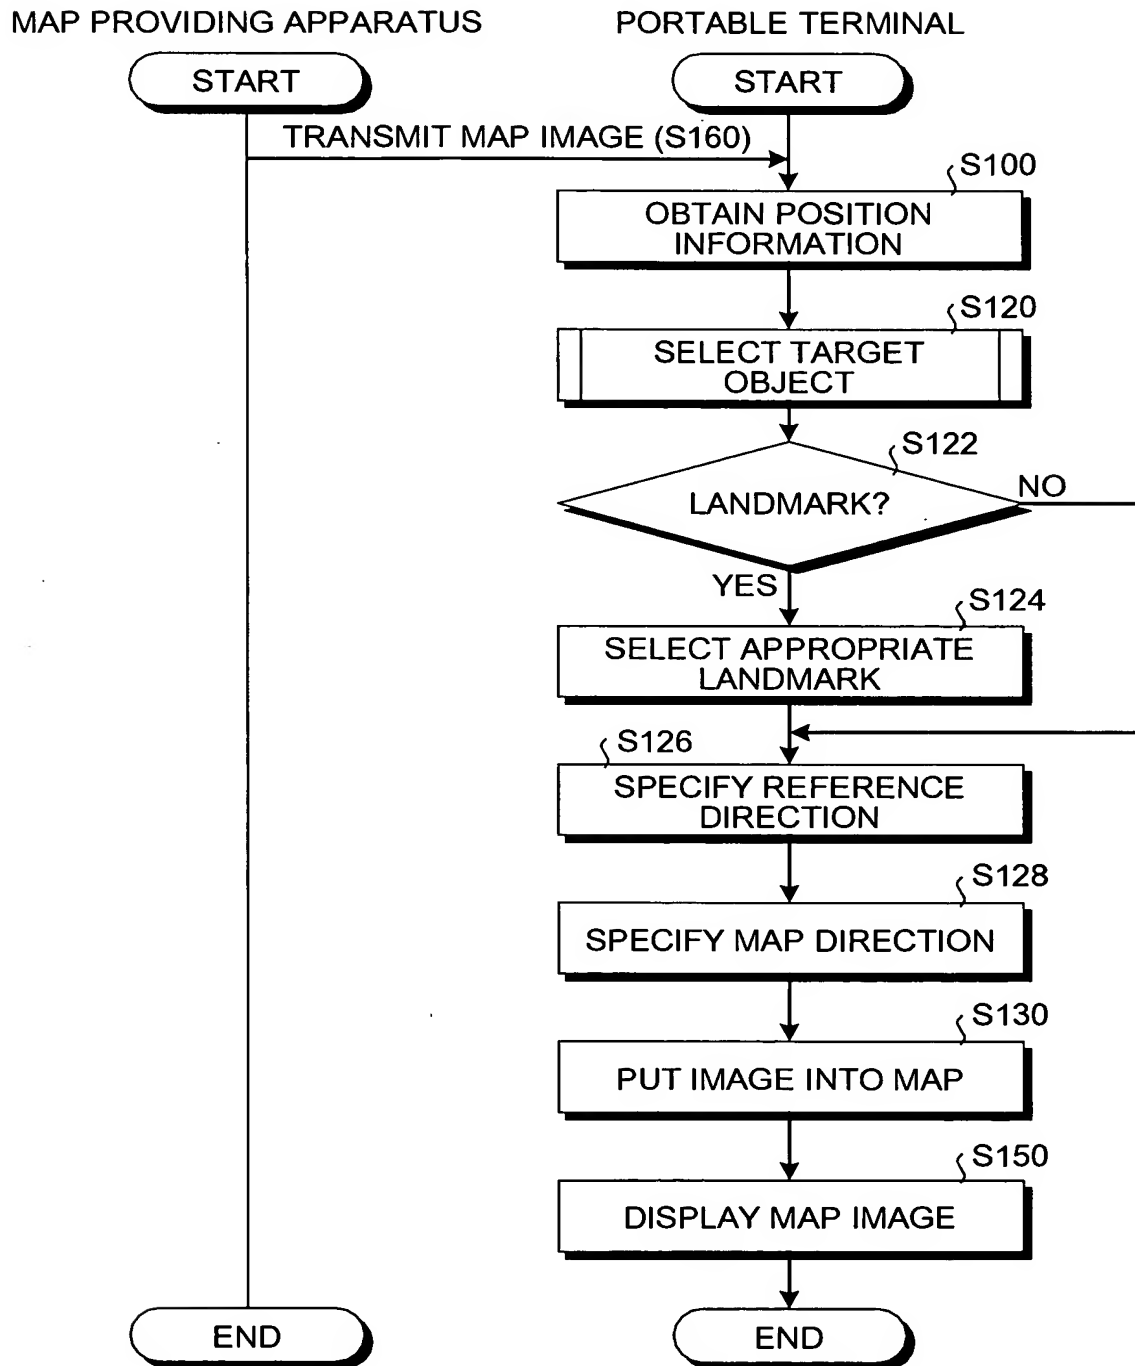 MAP PROVIDING APPARATUS
PORTABLE TERMINAL
START
START
TRANSMIT MAP IMAGE (S160)
S100
OBTAIN POSITION
INFORMATION
S120
SELECT TARGET
OBJECT
S122
LANDMARK?
NO
YES
S124
SELECT APPROPRIATE
LANDMARK
S126
SPECIFY REFERENCE
DIRECTION
S128
SPECIFY MAP DIRECTION
S130
PUT IMAGE INTO MAP
S150
DISPLAY MAP IMAGE
END
END